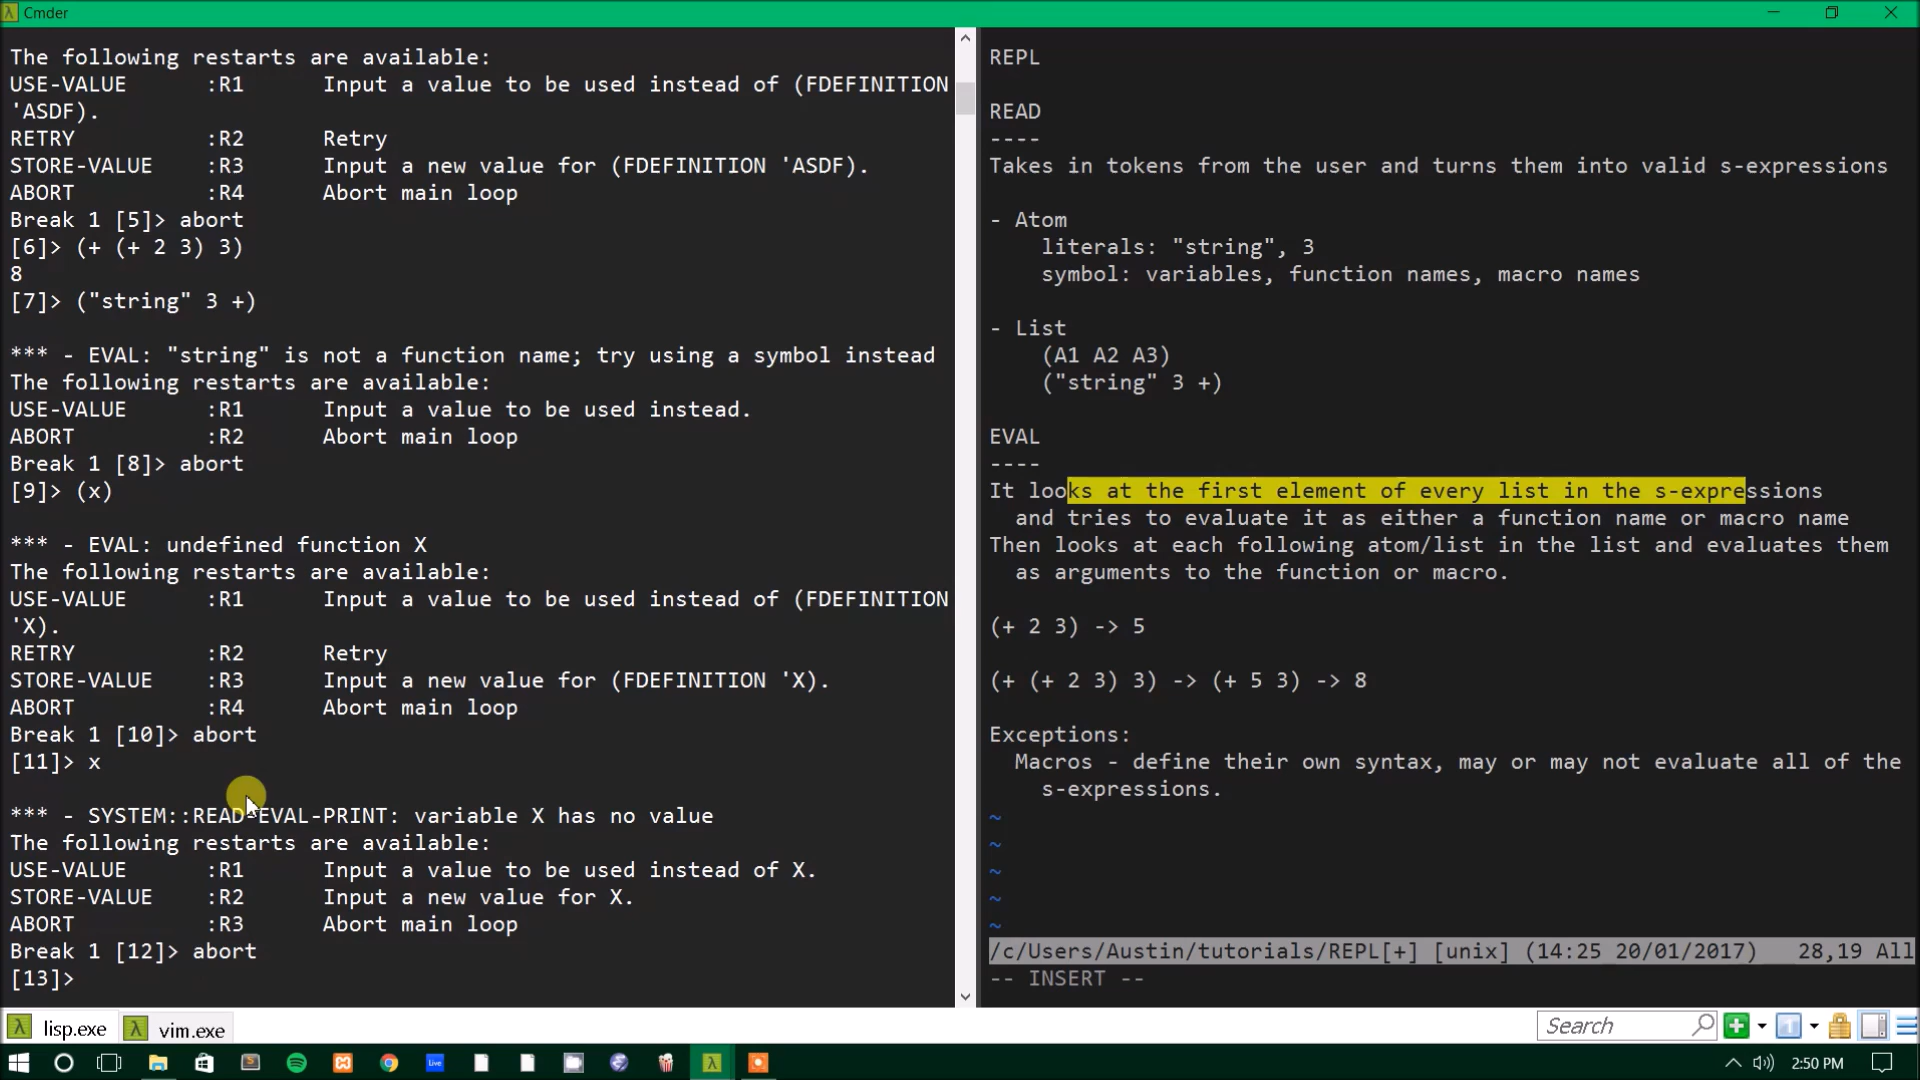 Cmder
The following restarts are available:
USE-VALUE :R1 Input a value to be used instead of (FDEFINITION
'ASDF).
RETRY :R2 Retry
STORE-VALUE :R3 Input a new value for (FDEFINITION 'ASDF).
ABORT :R4 Abort main loop
Break 1 [5]> abort
[6]> (+ (+ 2 3) 3)
8
[7]> ("string" 3 +)
*** - EVAL: "string" is not a function name; try using a symbol instead
The following restarts are available:
USE-VALUE :R1 Input a value to be used instead.
ABORT :R2 Abort main loop
Break 1 [8]> abort
[9]> (x)
*** - EVAL: undefined function X
The following restarts are available:
USE-VALUE :R1 Input a value to be used instead of (FDEFINITION
'X).
RETRY :R2 Retry
STORE-VALUE :R3 Input a new value for (FDEFINITION 'X).
ABORT :R4 Abort main loop
Break 1 [10]> abort
[11]> x
*** - SYSTEM::READ-EVAL-PRINT: variable X has no value
The following restarts are available:
USE-VALUE :R1 Input a value to be used instead of X.
STORE-VALUE :R2 Input a new value for X.
ABORT :R3 Abort main loop
Break 1 [12]> abort
[13]>
REPL
READ
----
Takes in tokens from the user and turns them into valid s-expressions
- Atom
literals: "string", 3
symbol: variables, function names, macro names
- List
(A1 A2 A3)
("string" 3 +)
EVAL
----
It looks at the first element of every list in the s-expressions
and tries to evaluate it as either a function name or macro name
Then looks at each following atom/list in the list and evaluates them
as arguments to the function or macro.
(+ 2 3) -> 5
(+ (+ 2 3) 3) -> (+ 5 3) -> 8
Exceptions:
Macros - define their own syntax, may or may not evaluate all of the
s-expressions.
~
~
~
~
~
/c/Users/Austin/tutorials/REPL[+] [unix] (14:25 20/01/2017) 28,19 All
-- INSERT --
lisp.exe
vim.exe
Search
Live
2:50 PM